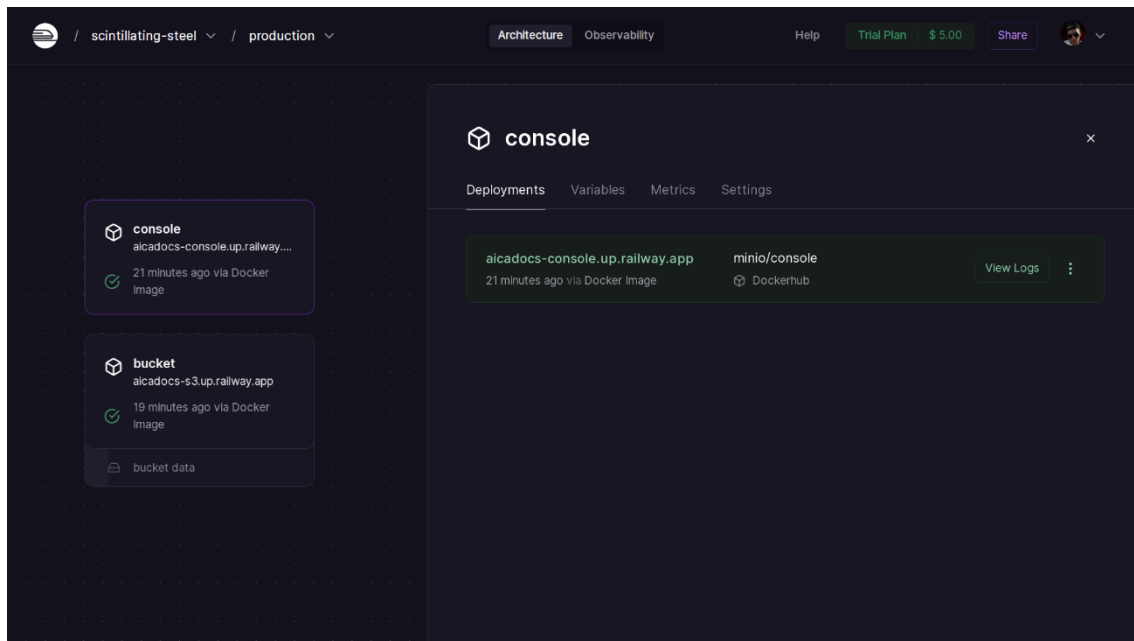 / scintillating-steel / production Architecture Observability Help Trial Plan $ 5.00 Share
console
aicadocs-console.up.railway....
21 minutes ago via Docker
Image
bucket
aicadocs-s3.up.railway.app
19 minutes ago via Docker
Image
bucket data
console
Deployments Variables Metrics Settings
aicadocs-console.up.railway.app minio/console View Logs
21 minutes ago via Docker Image Dockerhub